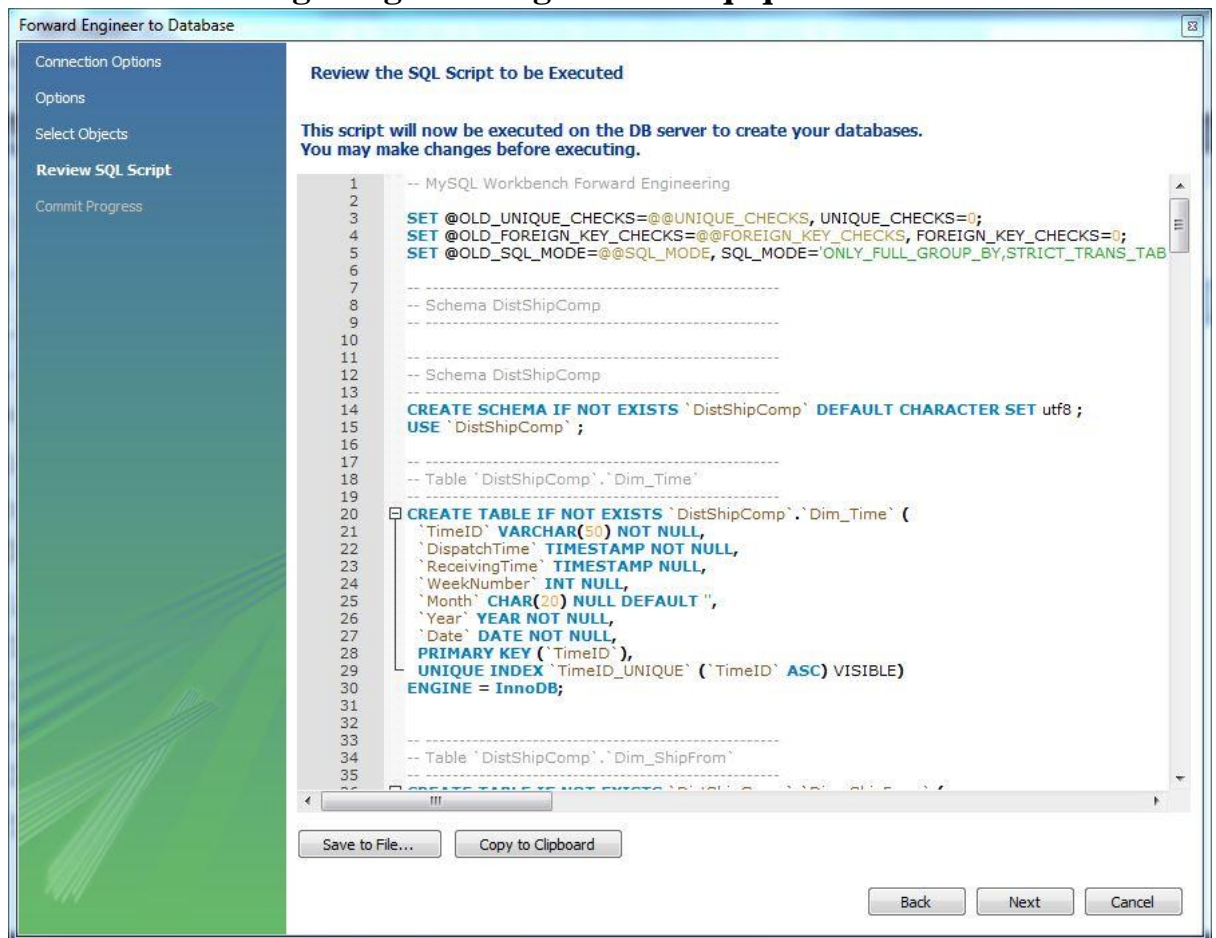 Forward Engineer to Database
Connection Options
Options
Select Objects
Review SQL Script
Commit Progress
Review the SQL Script to be Executed
This script will now be executed on the DB server to create your databases.
You may make changes before executing.
1 -- MySQL Workbench Forward Engineering
2
3 SET @OLD_UNIQUE_CHECKS=@@UNIQUE_CHECKS, UNIQUE_CHECKS=0;
4 SET @OLD_FOREIGN_KEY_CHECKS=@@FOREIGN_KEY_CHECKS, FOREIGN_KEY_CHECKS=0;
5 SET @OLD_SQL_MODE=@@SQL_MODE, SQL_MODE='ONLY_FULL_GROUP_BY,STRICT_TRANS_TAB
6
7 -- -----------------------------------------------------
8 -- Schema DistShipComp
9 -- -----------------------------------------------------
10
11 -- -----------------------------------------------------
12 -- Schema DistShipComp
13 -- -----------------------------------------------------
14 CREATE SCHEMA IF NOT EXISTS `DistShipComp` DEFAULT CHARACTER SET utf8 ;
15 USE `DistShipComp` ;
16
17 -- -----------------------------------------------------
18 -- Table `DistShipComp`.`Dim_Time`
19 -- -----------------------------------------------------
20 CREATE TABLE IF NOT EXISTS `DistShipComp`.`Dim_Time` (
21 `TimeID` VARCHAR(50) NOT NULL,
22 `DispatchTime` TIMESTAMP NOT NULL,
23 `ReceivingTime` TIMESTAMP NULL,
24 `WeekNumber` INT NULL,
25 `Month` CHAR(20) NULL DEFAULT '',
26 `Year` YEAR NOT NULL,
27 `Date` DATE NOT NULL,
28 PRIMARY KEY (`TimeID`),
29 UNIQUE INDEX `TimeID_UNIQUE` (`TimeID` ASC) VISIBLE)
30 ENGINE = InnoDB;
31
32
33 -- -----------------------------------------------------
34 -- Table `DistShipComp`.`Dim_ShipFrom`
35 -- -----------------------------------------------------
Save to File...
Copy to Clipboard
Back
Next
Cancel